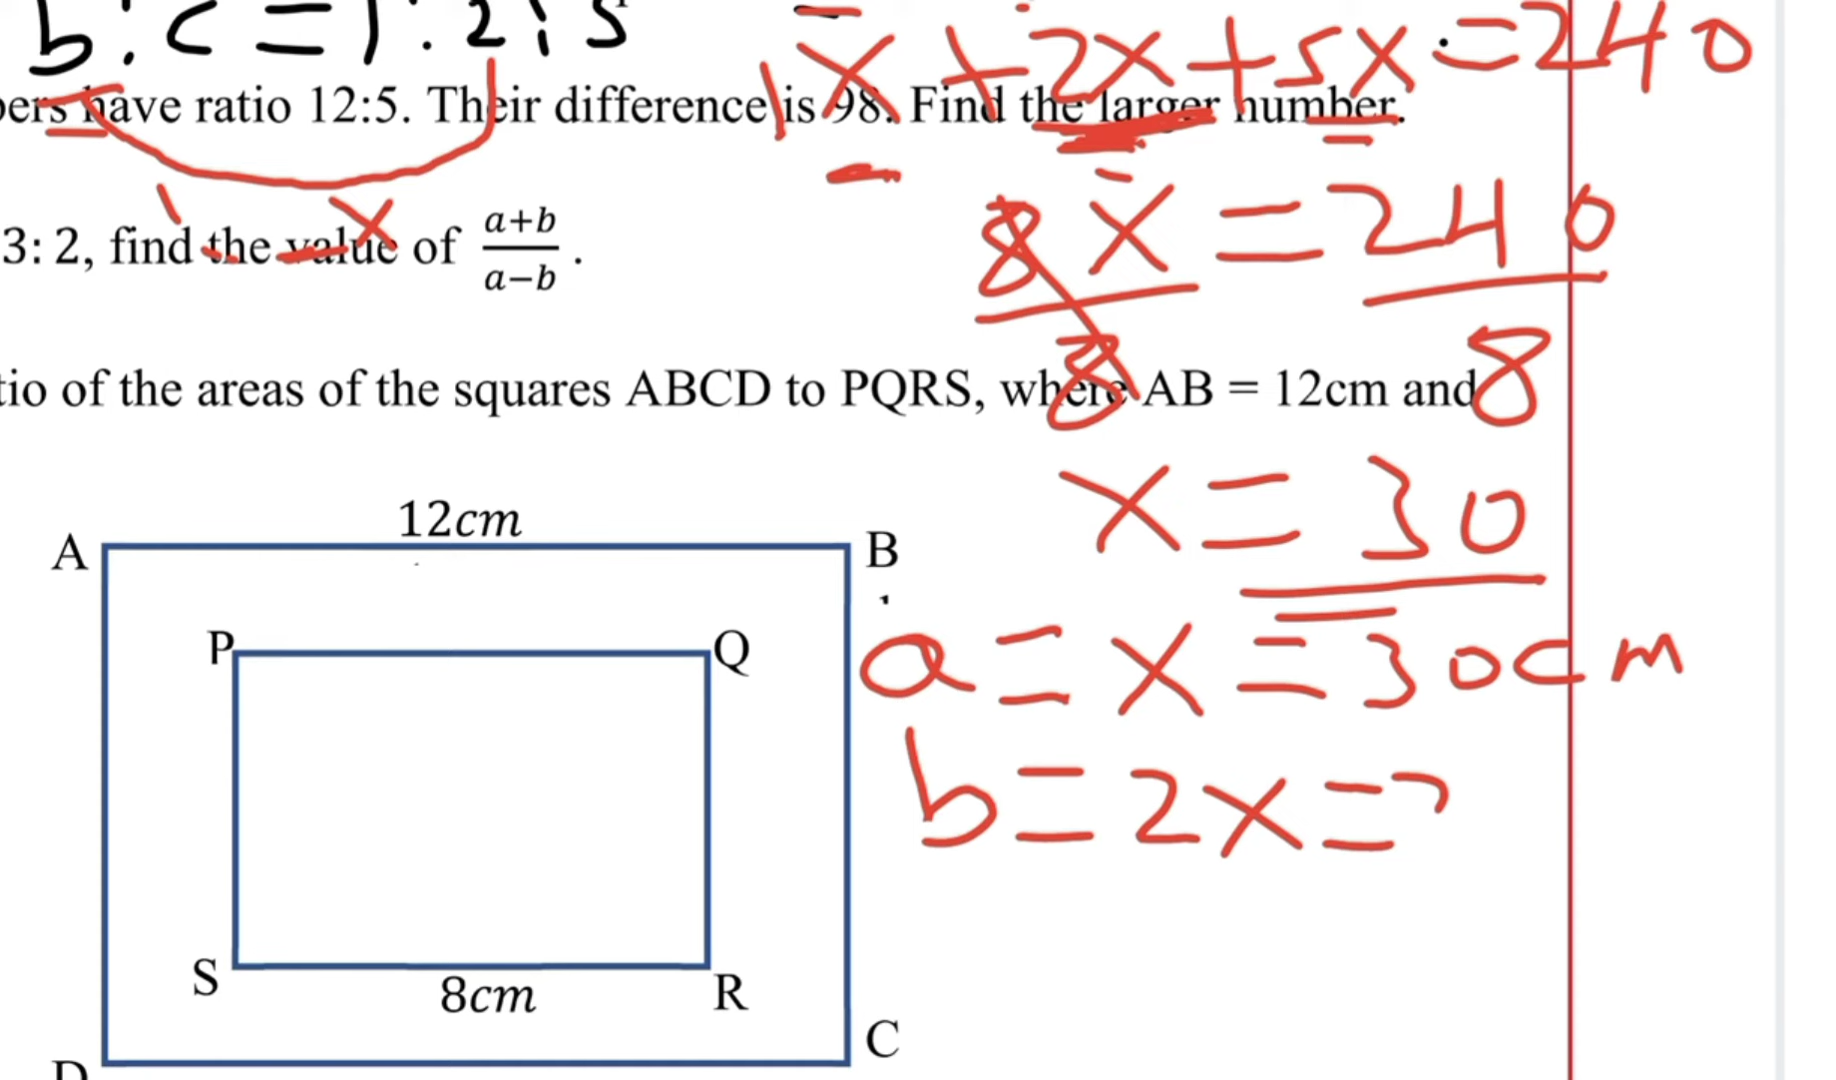 b : c = 1 : 2 : 5
1x + 2x + 5x = 240
have ratio 12:5. Their difference is 98. Find the larger number.
8x = 240
8 8
3: 2, find the value of a+b
a−b .
of the areas of the squares ABCD to PQRS, where AB = 12cm and
x = 30
12cm
A B
a = x = 30cm
P Q
b = 2x =
S R
8cm
C
D